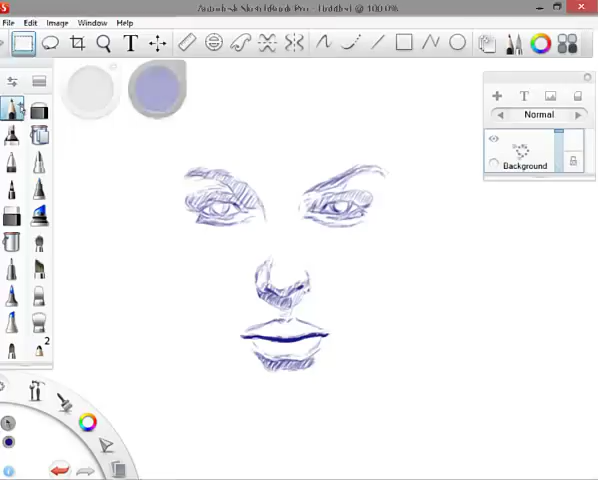 Autodesk SketchBook Pro - Untitled @ 100.0%
File Edit Image Window Help
T
T
Normal
Background
2